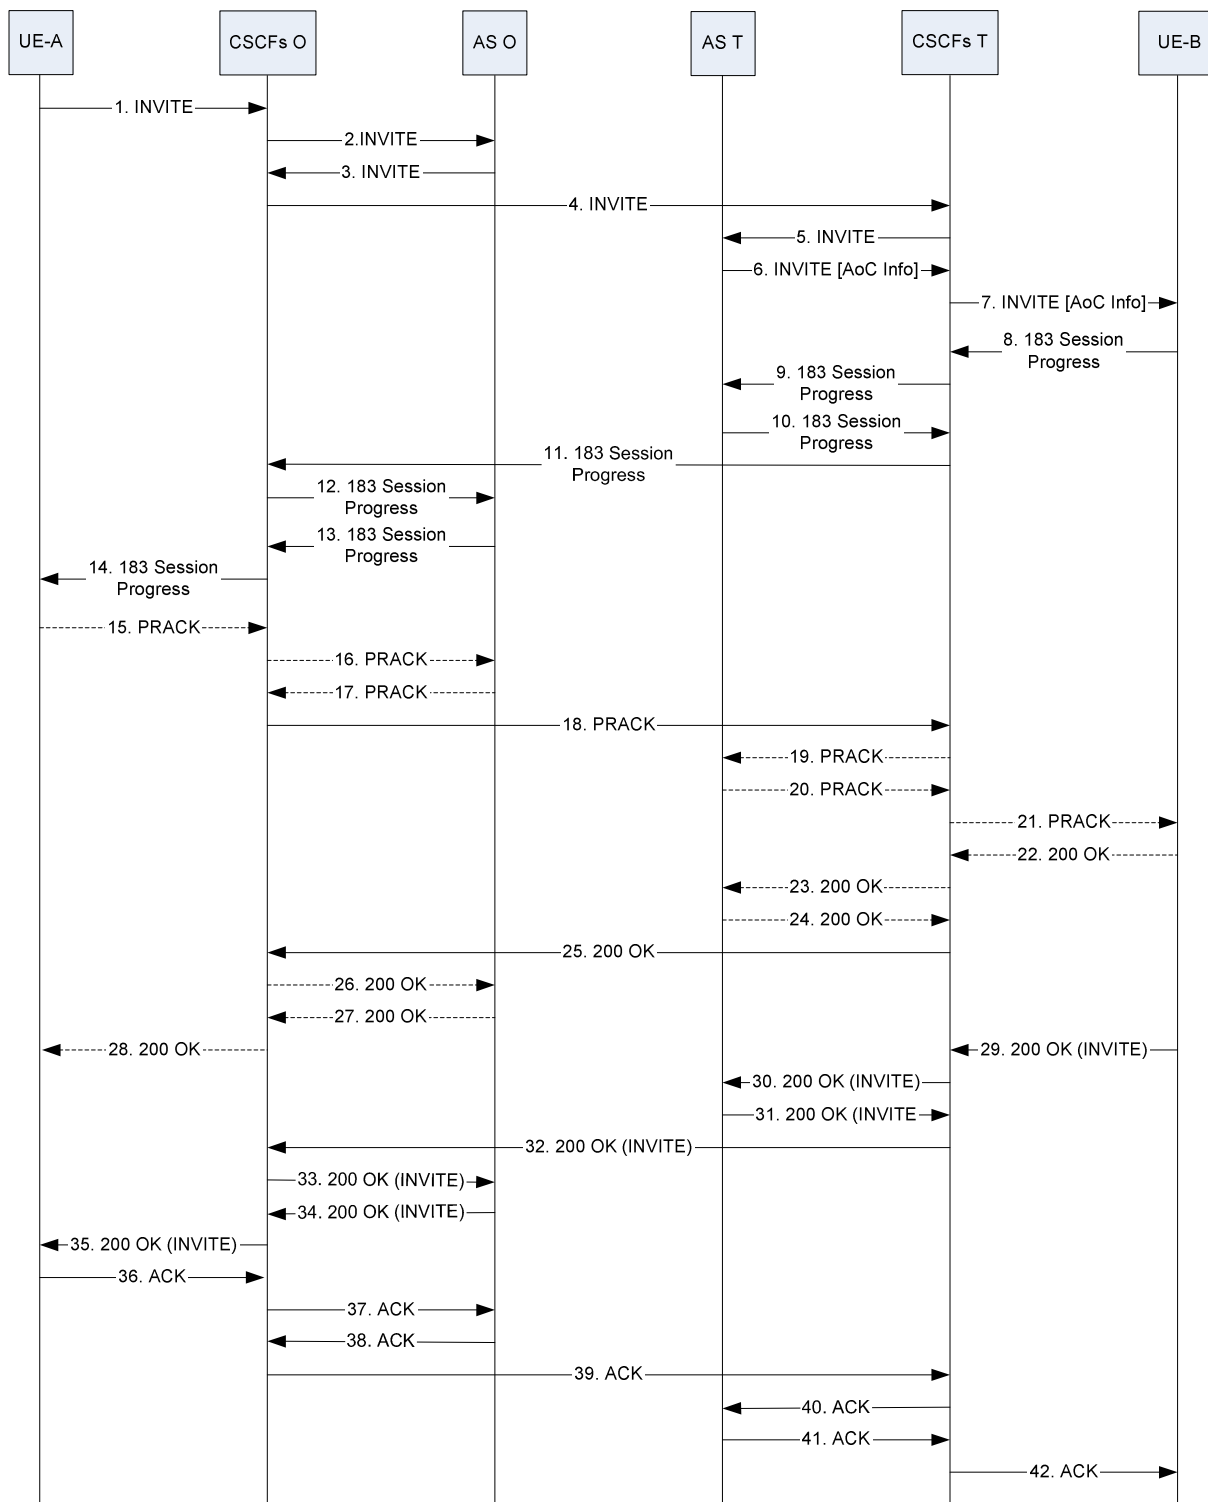 UE-A
CSCFs O
AS O
AS T
CSCFs T
UE-B
1. INVITE
2.INVITE
3. INVITE
4. INVITE
5. INVITE
6. INVITE [AoC Info]
7. INVITE [AoC Info]
8. 183 Session
Progress
9. 183 Session
Progress
10. 183 Session
Progress
11. 183 Session
Progress
12. 183 Session
Progress
13. 183 Session
Progress
14. 183 Session
Progress
15. PRACK
16. PRACK
17. PRACK
18. PRACK
19. PRACK
20. PRACK
21. PRACK
22. 200 OK
23. 200 OK
24. 200 OK
25. 200 OK
26. 200 OK
27. 200 OK
28. 200 OK
29. 200 OK (INVITE)
30. 200 OK (INVITE)
31. 200 OK (INVITE
32. 200 OK (INVITE)
33. 200 OK (INVITE)
34. 200 OK (INVITE)
35. 200 OK (INVITE)
36. ACK
37. ACK
38. ACK
39. ACK
40. ACK
41. ACK
42. ACK